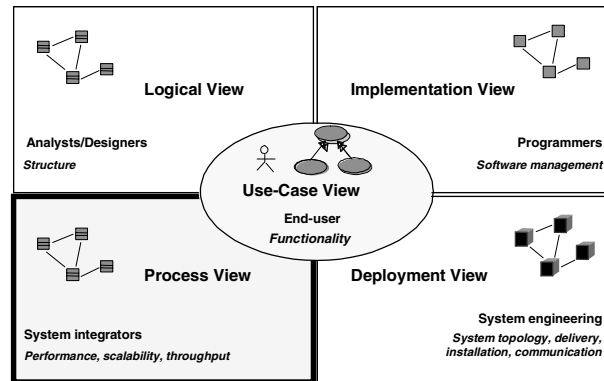 Logical View
Implementation View
Analysts/Designers
Structure
Programmers
Software management
Use-Case View
End-user
Functionality
Process View
Deployment View
System integrators
Performance, scalability, throughput
System engineering
System topology, delivery,
installation, communication